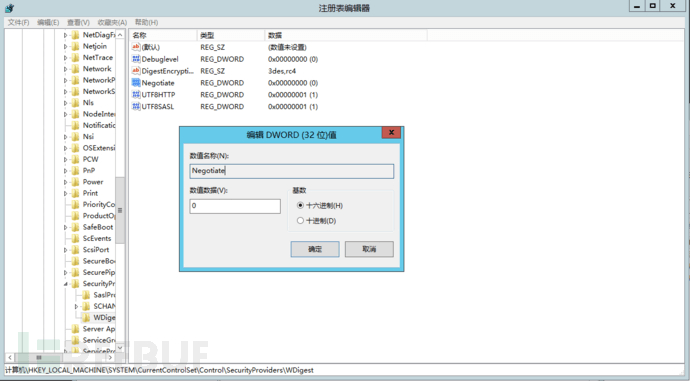 注册表编辑器
文件(F) 编辑(E) 查看(V) 收藏夹(A) 帮助(H)
NetDiagF
Netjoin
NetTrace
Network
NetworkP
NetworkS
Nls
NodeInter
Notificatio
Nsi
OSExtensi
PCW
PnP
Power
Print
PriorityCo
ProductOp
SafeBoot
ScEvents
ScsiPort
SecureBoo
SecurePip
SecurityPr
SaslPro
SCHAN
WDiges
Server Ap
ServiceGro
ServicePro
名称 类型 数据
(默认) REG_SZ (数值未设置)
Debuglevel REG_DWORD 0x00000000 (0)
DigestEncrypti... REG_SZ 3des,rc4
Negotiate REG_DWORD 0x00000000 (0)
UTF8HTTP REG_DWORD 0x00000001 (1)
UTF8SASL REG_DWORD 0x00000001 (1)
编辑 DWORD (32 位)值
数值名称(N):
Negotiate
数值数据(V):
0
基数
十六进制(H)
十进制(D)
确定 取消
计算机\HKEY_LOCAL_MACHINE\SYSTEM\CurrentControlSet\Control\SecurityProviders\WDigest